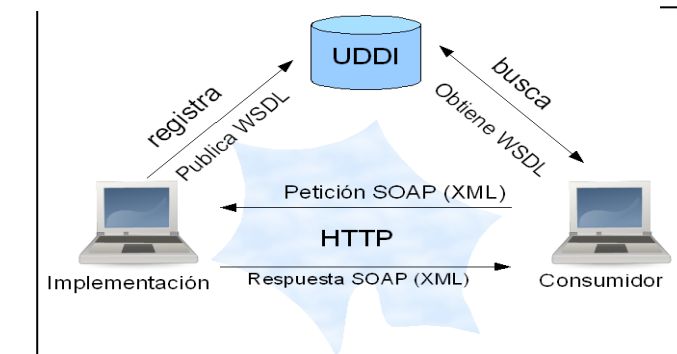 UDDI
registra
Publica WSDL
busca
Obtiene WSDL
Petición SOAP (XML)
HTTP
Respuesta SOAP (XML)
Implementación
Consumidor